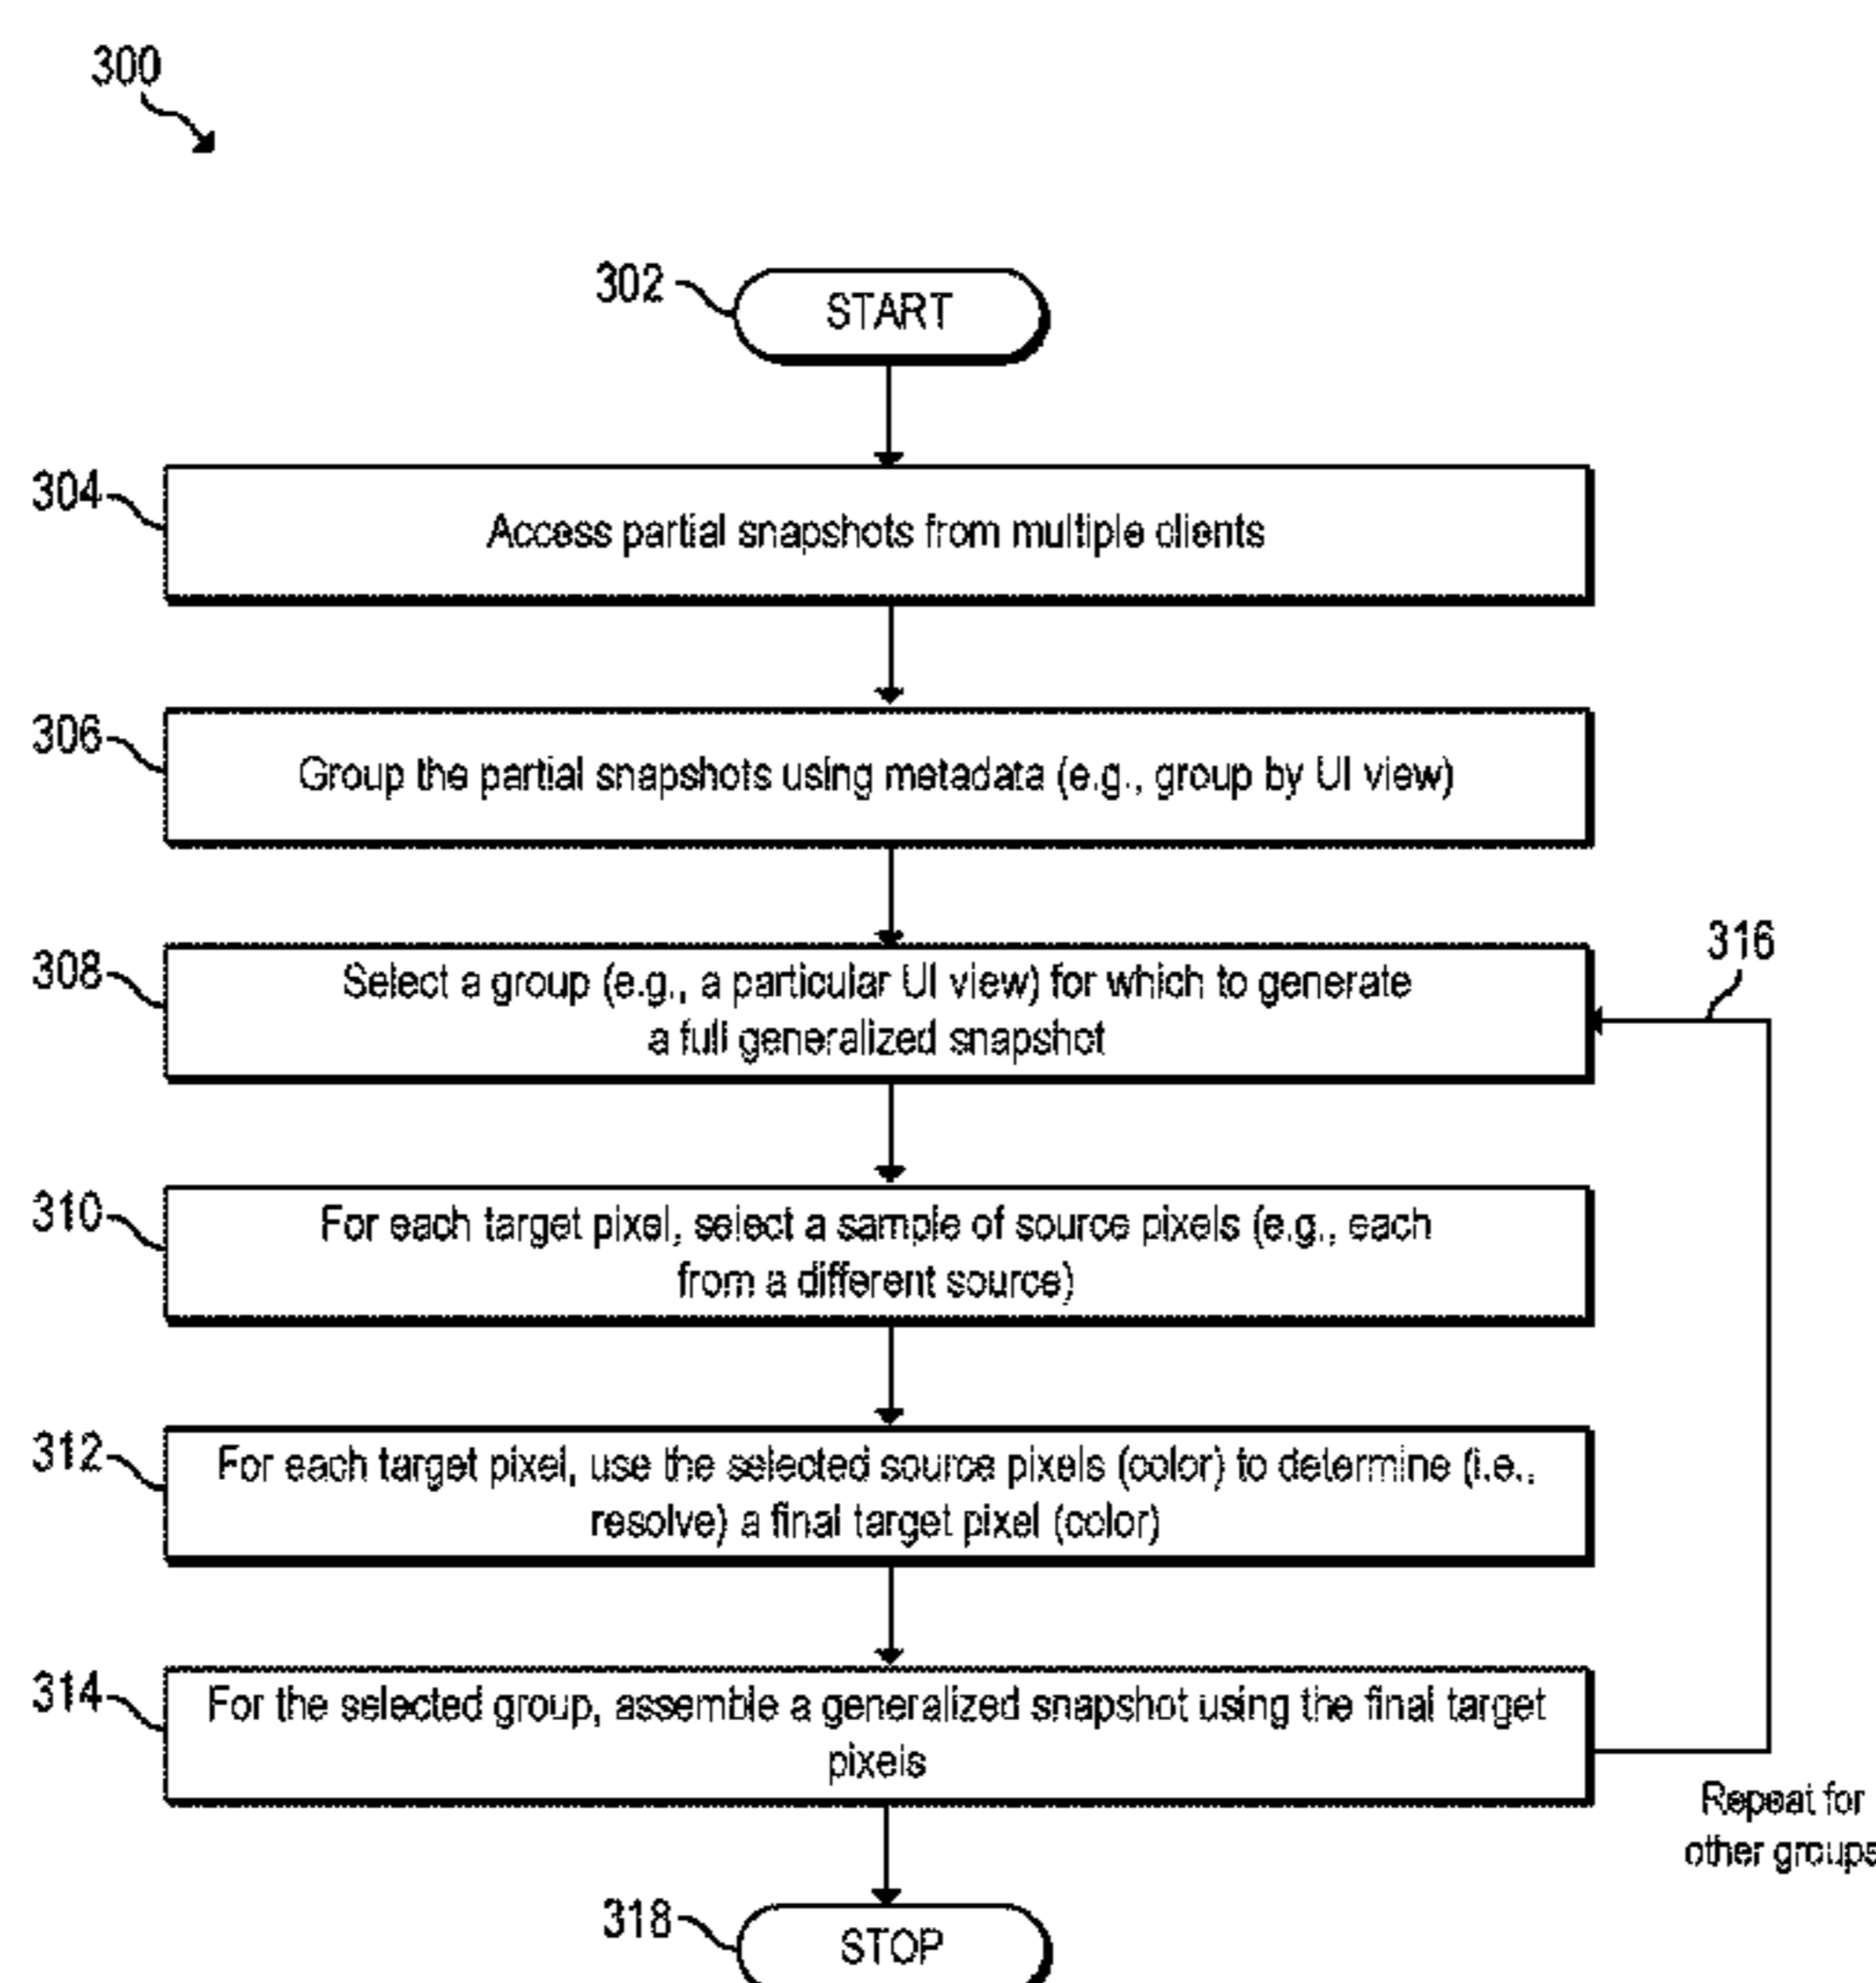 300
302
START
304
Access partial snapshots from multiple clients
306
Group the partial snapshots using metadata (e.g., group by UI view)
308
Select a group (e.g., a particular UI view) for which to generate
a full generalized snapshot
316
310
For each target pixel, select a sample of source pixels (e.g., each
from a different source)
312
For each target pixel, use the selected source pixels (color) to determine (i.e.,
resolve) a final target pixel (color)
314
For the selected group, assemble a generalized snapshot using the final target
pixels
Repeat for
other groups
318
STOP